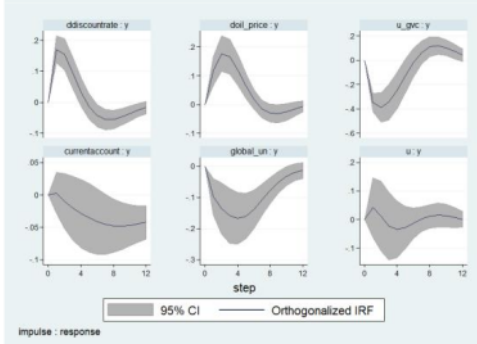 ddiscountrate : y
.2
.1
0
-.1
doil_price : y
.2
.1
0
-.1
u_gvc : y
.2
0
-.2
-.4
-.6
currentaccount : y
.05
0
-.05
-.1
0 4 8 12
global_un : y
0
-.1
-.2
-.3
0 4 8 12
u : y
.2
.1
0
-.1
0 4 8 12
step
95% CI Orthogonalized IRF
impulse : response